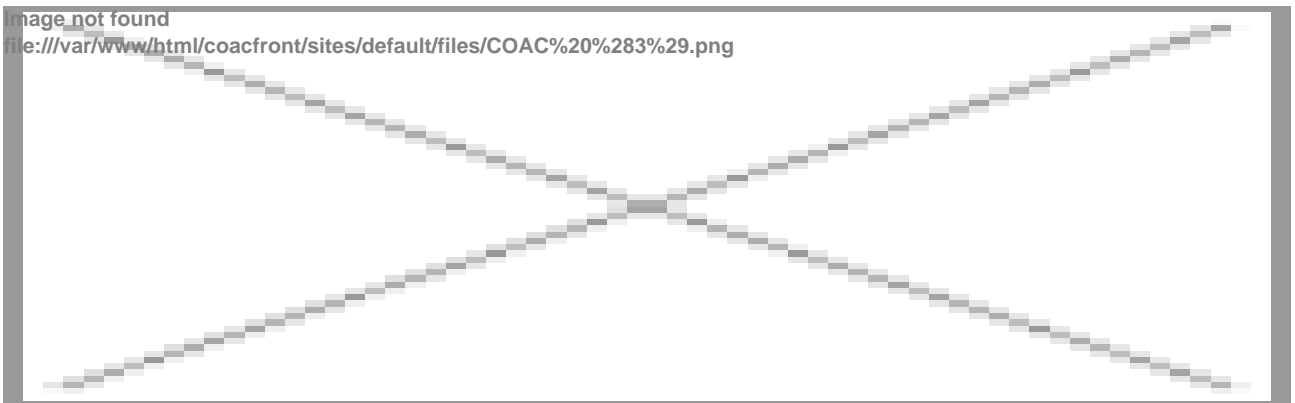 Image not found
file:///var/www/html/coacfront/sites/default/files/COAC%20%283%29.png